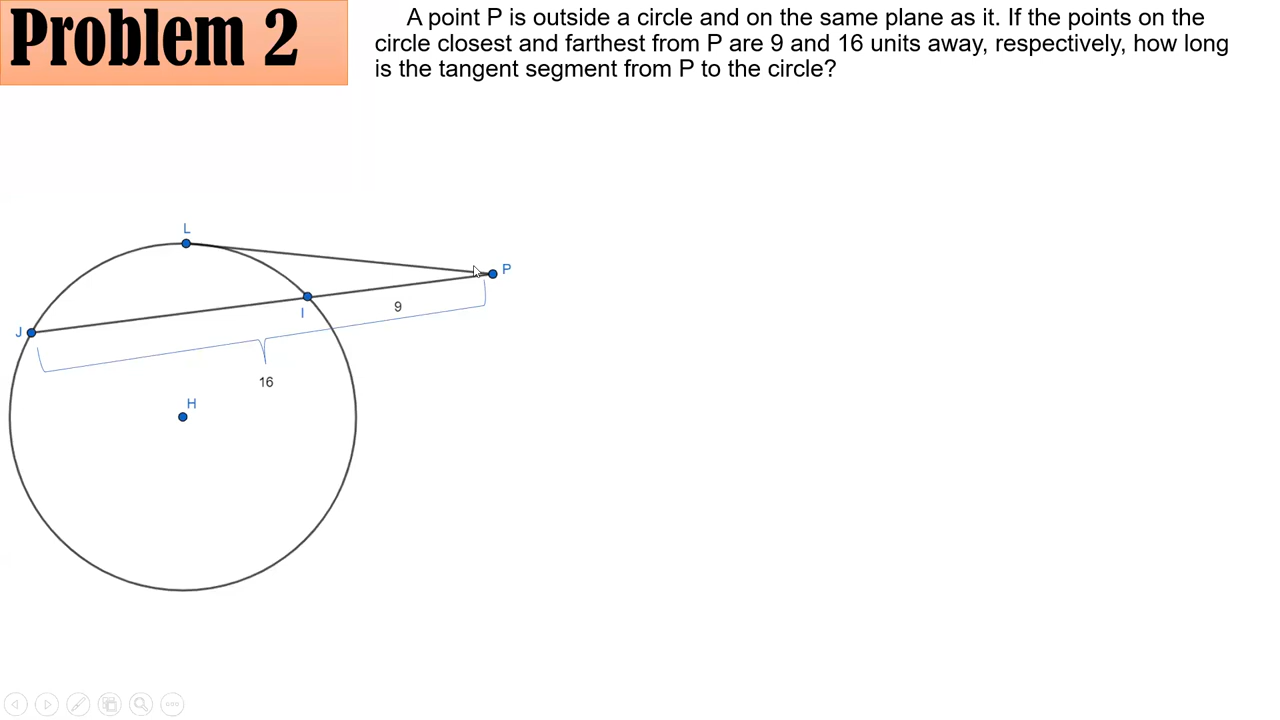 Problem 2
A point P is outside a circle and on the same plane as it. If the points on the
circle closest and farthest from P are 9 and 16 units away, respectively, how long
is the tangent segment from P to the circle?
L
P
I
9
J
16
H